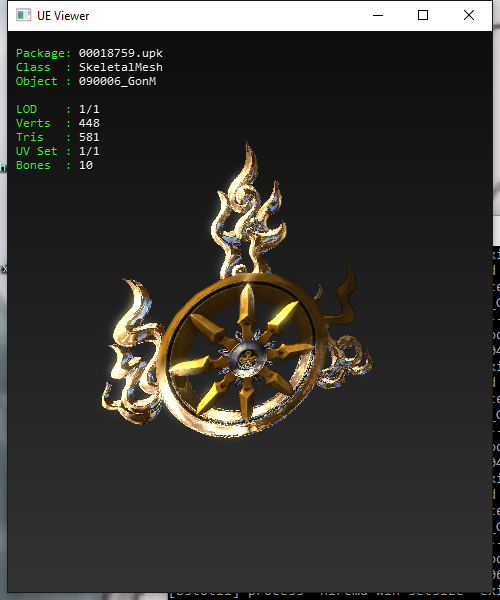 UE Viewer
Package: 00018759.upk
Class : SkeletalMesh
Object : 090006_GonM
LOD : 1/1
Verts : 448
Tris : 581
UV Set : 1/1
Bones : 10